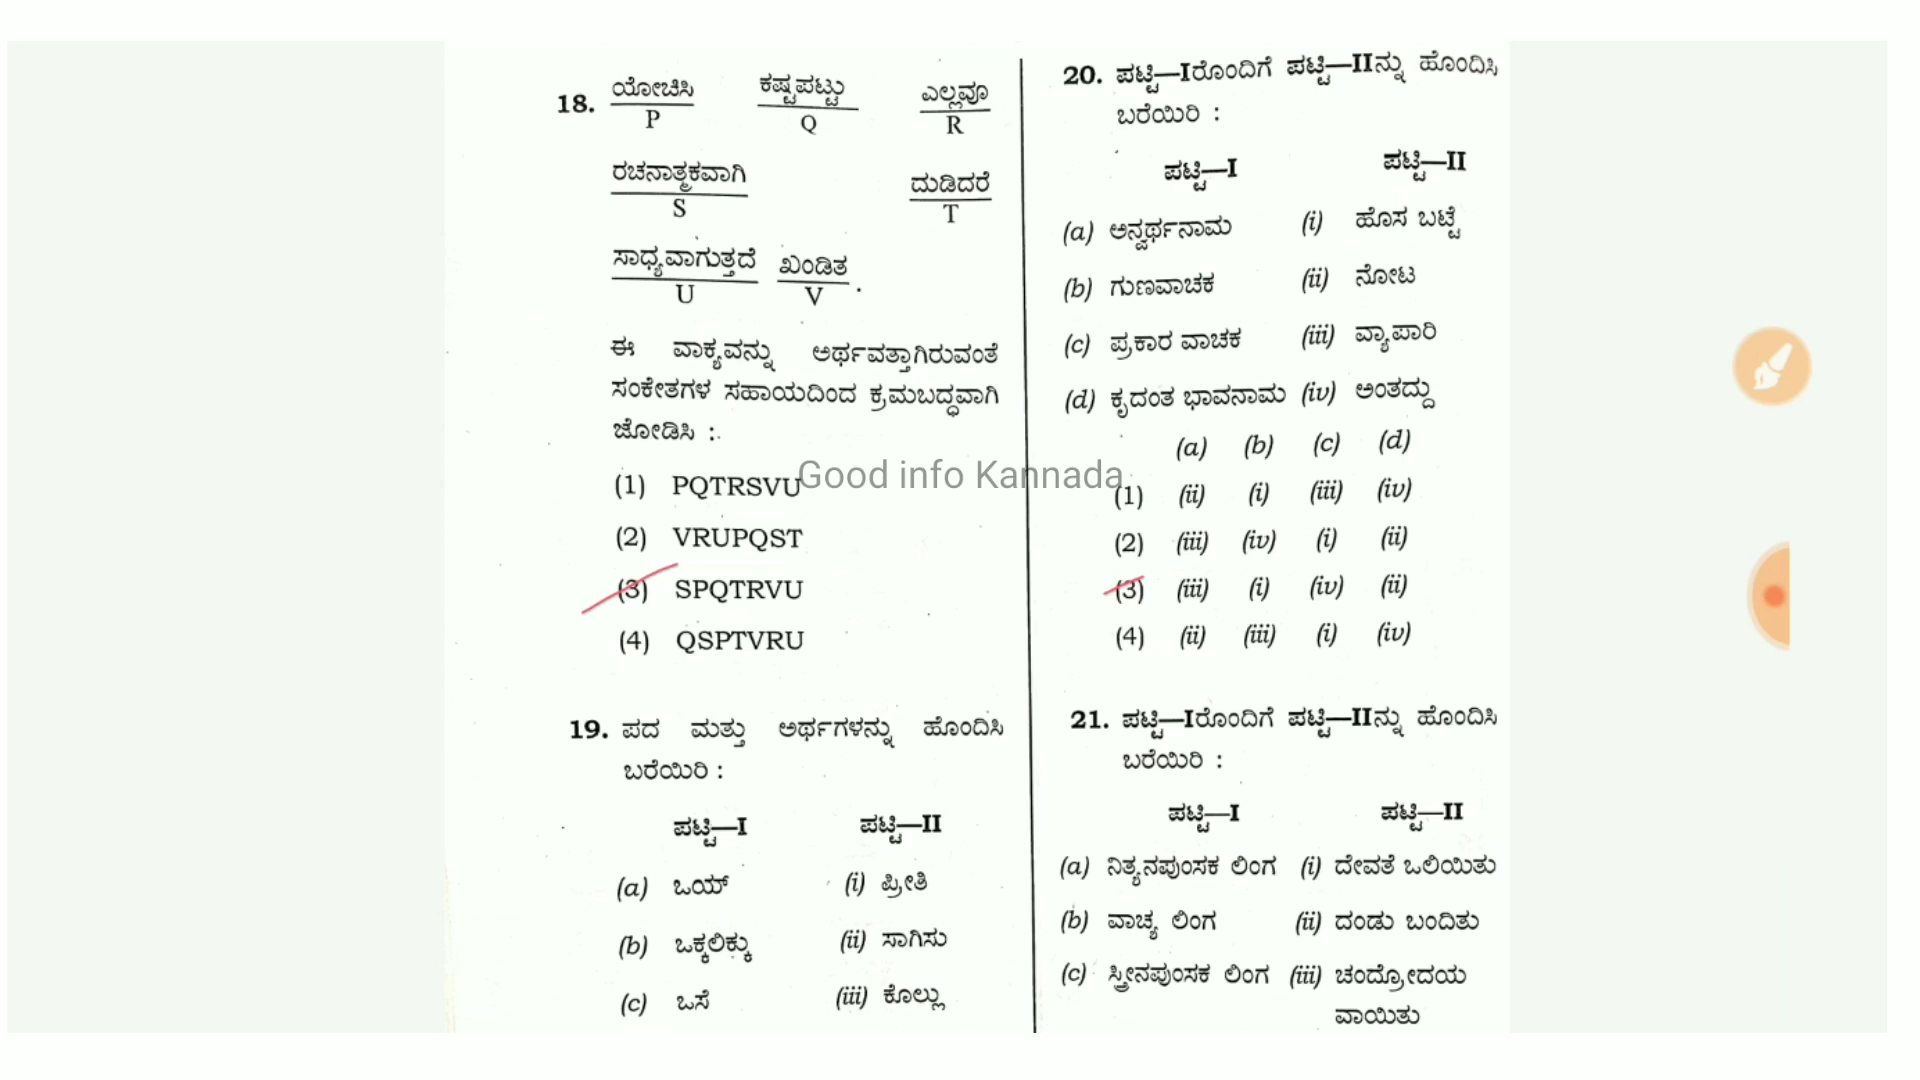 18. ಯೋಚಿಸಿ ಕಷ್ಟಪಟ್ಟು ಎಲ್ಲವೂ
P Q R
ರಚನಾತ್ಮಕವಾಗಿ ದುಡಿದರೆ
S T
ಸಾಧ್ಯವಾಗುತ್ತದೆ ಖಂಡಿತ .
U V
ಈ ವಾಕ್ಯವನ್ನು ಅರ್ಥವತ್ತಾಗಿರುವಂತೆ
ಸಂಕೇತಗಳ ಸಹಾಯದಿಂದ ಕ್ರಮಬದ್ಧವಾಗಿ
ಜೋಡಿಸಿ :
(1) PQTRSVU
(2) VRUPQST
(3) SPQTRVU
(4) QSPTVRU
19. ಪದ ಮತ್ತು ಅರ್ಥಗಳನ್ನು ಹೊಂದಿಸಿ
ಬರೆಯಿರಿ :
ಪಟ್ಟಿ—I ಪಟ್ಟಿ—II
(a) ಒಯ್ (i) ಪ್ರೀತಿ
(b) ಒಕ್ಕಲಿಕ್ಕು (ii) ಸಾಗಿಸು
(c) ಒಸೆ (iii) ಕೊಲ್ಲು
20. ಪಟ್ಟಿ—Iರೊಂದಿಗೆ ಪಟ್ಟಿ—IIನ್ನು ಹೊಂದಿಸಿ
ಬರೆಯಿರಿ :
ಪಟ್ಟಿ—I ಪಟ್ಟಿ—II
(a) ಅನ್ವರ್ಥನಾಮ (i) ಹೊಸ ಬಟ್ಟೆ
(b) ಗುಣವಾಚಕ (ii) ನೋಟ
(c) ಪ್ರಕಾರ ವಾಚಕ (iii) ವ್ಯಾಪಾರಿ
(d) ಕೃದಂತ ಭಾವನಾಮ (iv) ಅಂತದ್ದು
(a) (b) (c) (d)
(1) (ii) (i) (iii) (iv)
(2) (iii) (iv) (i) (ii)
(3) (iii) (i) (iv) (ii)
(4) (ii) (iii) (i) (iv)
21. ಪಟ್ಟಿ—Iರೊಂದಿಗೆ ಪಟ್ಟಿ—IIನ್ನು ಹೊಂದಿಸಿ
ಬರೆಯಿರಿ :
ಪಟ್ಟಿ—I ಪಟ್ಟಿ—II
(a) ನಿತ್ಯನಪುಂಸಕ ಲಿಂಗ (i) ದೇವತೆ ಒಲಿಯಿತು
(b) ವಾಚ್ಯ ಲಿಂಗ (ii) ದಂಡು ಬಂದಿತು
(c) ಸ್ತ್ರೀನಪುಂಸಕ ಲಿಂಗ (iii) ಚಂದ್ರೋದಯ
ವಾಯಿತು
Good info Kannada